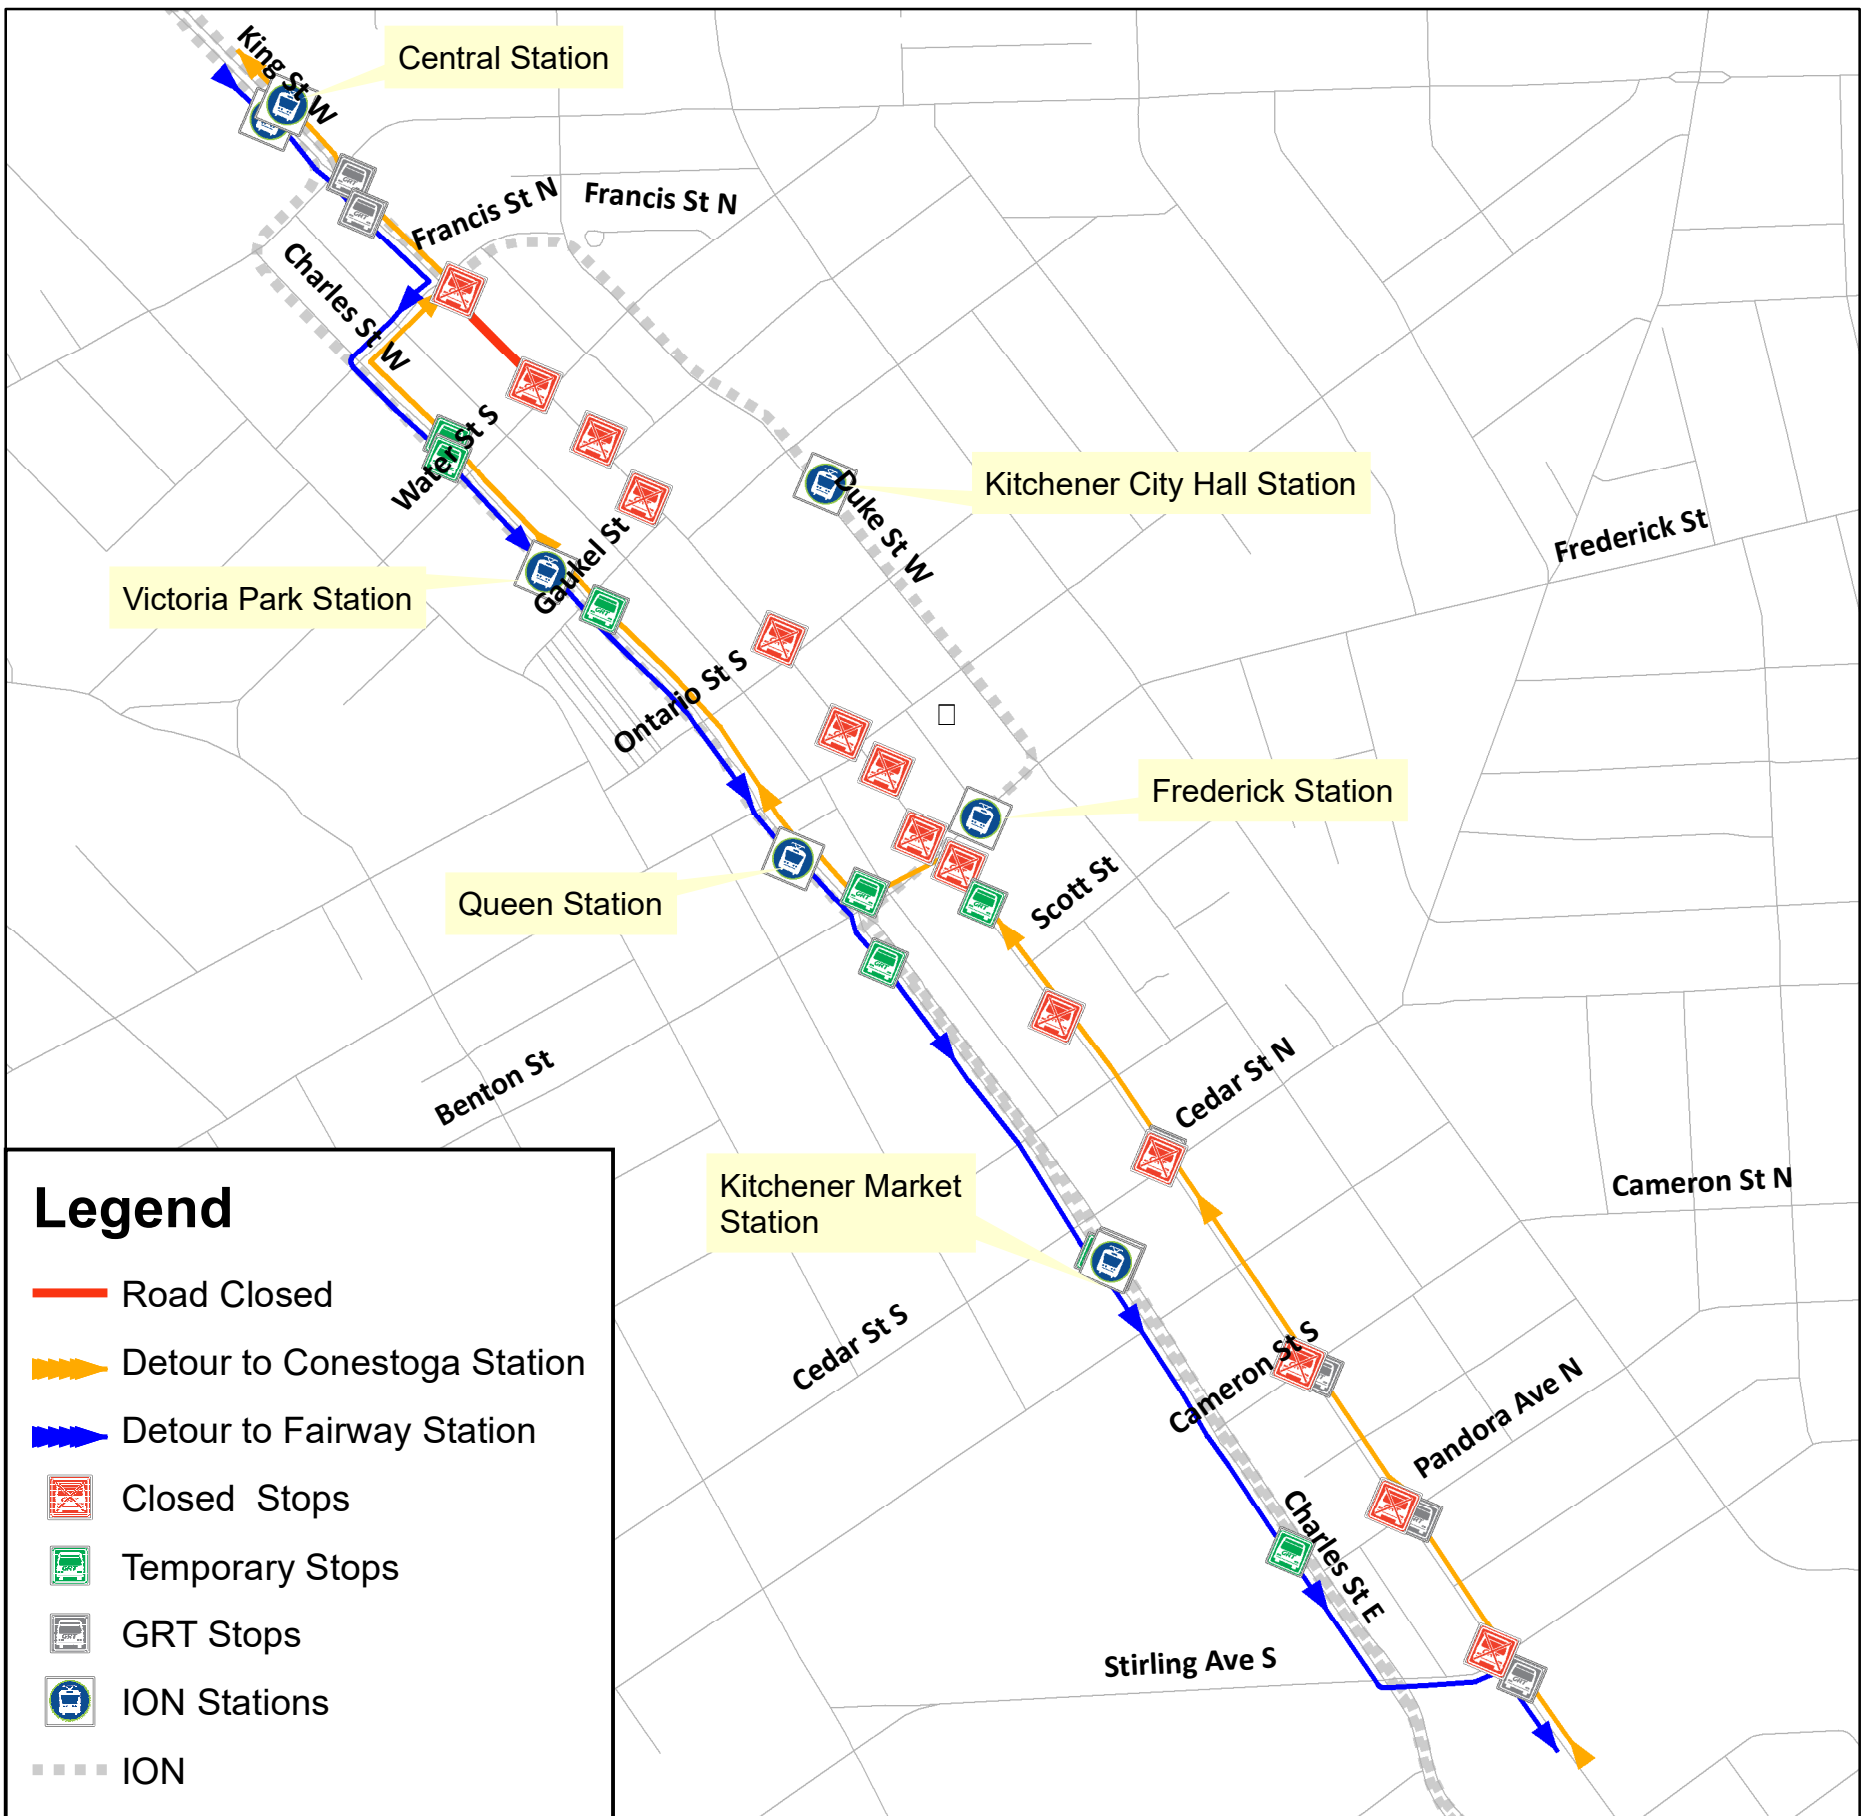 King St W
Central Station
Francis St N
Francis St N
Charles St W
Water St S
Kitchener City Hall Station
Duke St W
Frederick St
Gaukel St
Victoria Park Station
Ontario St S
Frederick Station
Scott St
Queen Station
Benton St
Cedar St N
Kitchener Market
Station
Cameron St N
Cedar St S
Cameron St S
Pandora Ave N
Charles St E
Stirling Ave S
Legend
Road Closed
Detour to Conestoga Station
Detour to Fairway Station
Closed  Stops
Temporary Stops
GRT Stops
ION Stations
ION